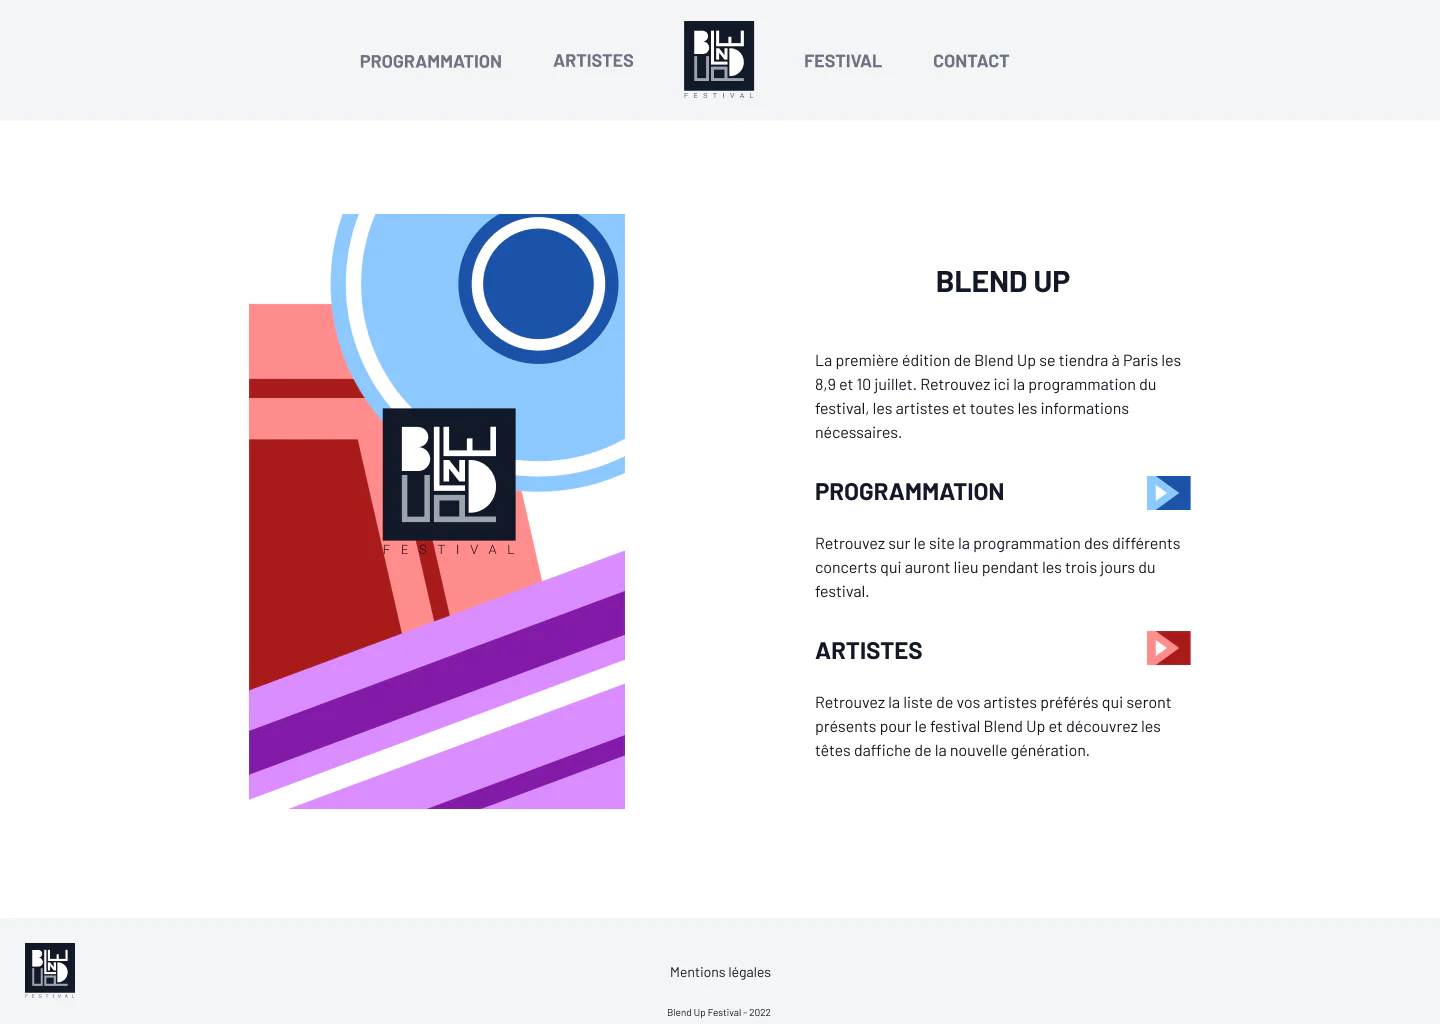 PROGRAMMATION
ARTISTES
BLEND UP
FESTIVAL
FESTIVAL
CONTACT
BLEND UP
FESTIVAL
BLEND UP
La première édition de Blend Up se tiendra à Paris les
8,9 et 10 juillet. Retrouvez ici la programmation du
festival, les artistes et toutes les informations
nécessaires.
PROGRAMMATION
Retrouvez sur le site la programmation des différents
concerts qui auront lieu pendant les trois jours du
festival.
ARTISTES
Retrouvez la liste de vos artistes préférés qui seront
présents pour le festival Blend Up et découvrez les
têtes daffiche de la nouvelle génération.
BLEND UP
FESTIVAL
Mentions légales
Blend Up Festival - 2022